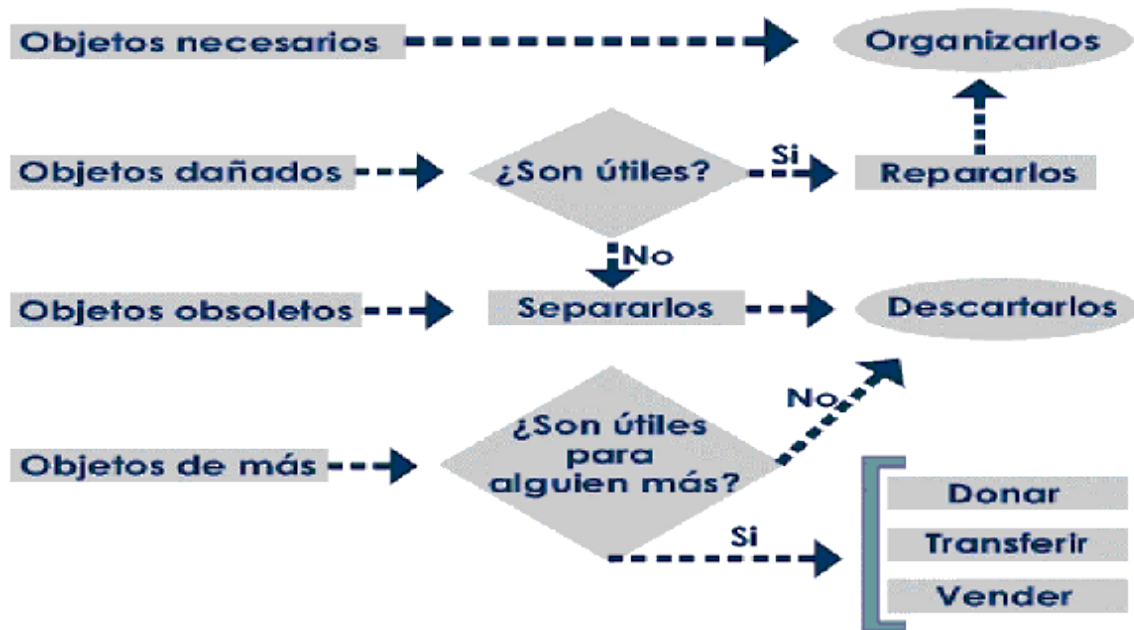 Objetos necesarios
Organizarlos
Objetos dañados
¿Son útiles?
Si
Repararlos
No
Objetos obsoletos
Separarlos
Descartarlos
Objetos de más
¿Son útiles
para
alguien más?
No
Si
Donar
Transferir
Vender